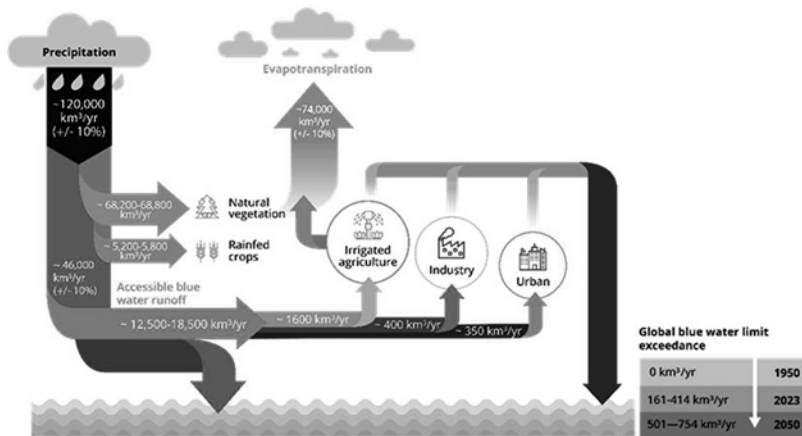 Precipitation
~120,000
km³/yr
(+/- 10%)
Evapotranspiration
~74,000
km³/yr
(+/- 10%)
~ 68,200-68,800
km³/yr
Natural
vegetation
~ 5,200-5,800
km³/yr
Rainfed
crops
~ 46,000
km³/yr
(+/- 10%)
Irrigated
agriculture
Industry
Urban
Accessible blue
water runoff
~ 12,500-18,500 km³/yr
~ 1600 km³/yr
~ 400 km³/yr
~ 350 km³/yr
Global blue water limit
exceedance
0 km³/yr 1950
161-414 km³/yr 2023
501—754 km³/yr 2050